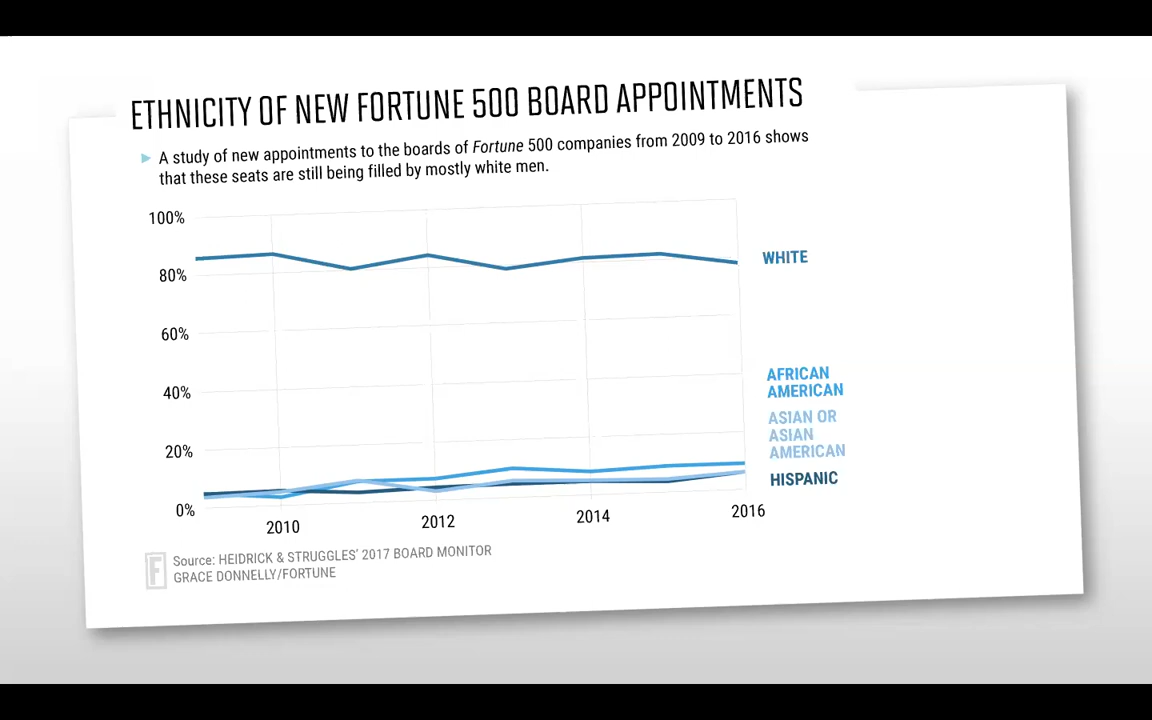 ETHNICITY OF NEW FORTUNE 500 BOARD APPOINTMENTS
A study of new appointments to the boards of Fortune 500 companies from 2009 to 2016 shows
that these seats are still being filled by mostly white men.
100%
80%
60%
40%
20%
0%
2010
2012
2014
2016
WHITE
AFRICAN
AMERICAN
ASIAN OR
ASIAN
AMERICAN
HISPANIC
F
Source: HEIDRICK & STRUGGLES' 2017 BOARD MONITOR
GRACE DONNELLY/FORTUNE